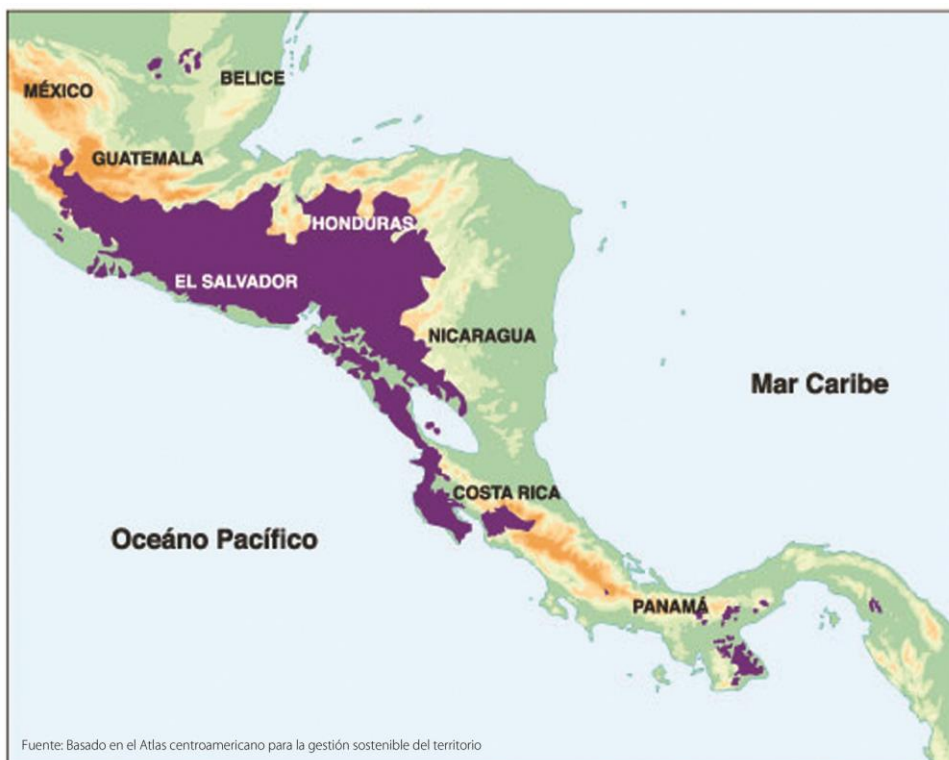 BELICE
MÉXICO
GUATEMALA
HONDURAS
EL SALVADOR
NICARAGUA
Mar Caribe
COSTA RICA
Oceáno Pacífico
PANAMÁ
Fuente: Basado en el Atlas centroamericano para la gestión sostenible del territorio